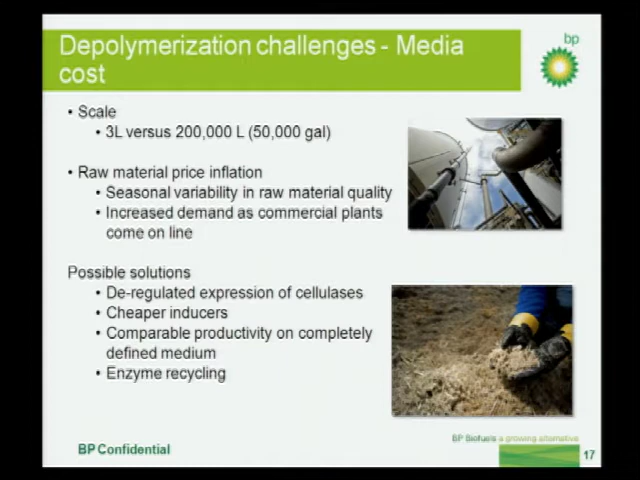 Depolymerization challenges - Media
cost
bp
• Scale
• 3L versus 200,000 L (50,000 gal)
• Raw material price inflation
• Seasonal variability in raw material quality
• Increased demand as commercial plants
come on line
Possible solutions
• De-regulated expression of cellulases
• Cheaper inducers
• Comparable productivity on completely
defined medium
• Enzyme recycling
BP Biofuels a growing alternative
BP Confidential
17